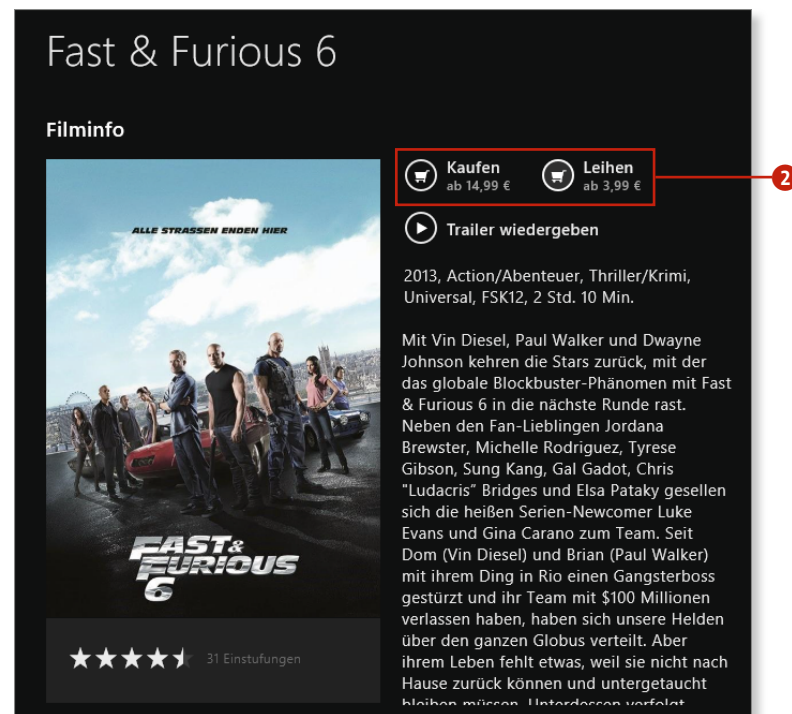 Fast & Furious 6
Filminfo
Kaufen
ab 14,99 €
Leihen
ab 3,99 €
2
Trailer wiedergeben
ALLE STRASSEN ENDEN HIER
2013, Action/Abenteuer, Thriller/Krimi,
Universal, FSK12, 2 Std. 10 Min.
Mit Vin Diesel, Paul Walker und Dwayne
Johnson kehren die Stars zurück, mit der
das globale Blockbuster-Phänomen mit Fast
& Furious 6 in die nächste Runde rast.
Neben den Fan-Lieblingen Jordana
Brewster, Michelle Rodriguez, Tyrese
Gibson, Sung Kang, Gal Gadot, Chris
"Ludacris” Bridges und Elsa Pataky gesellen
sich die heißen Serien-Newcomer Luke
Evans und Gina Carano zum Team. Seit
Dom (Vin Diesel) und Brian (Paul Walker)
mit ihrem Ding in Rio einen Gangsterboss
gestürzt und ihr Team mit $100 Millionen
verlassen haben, haben sich unsere Helden
über den ganzen Globus verteilt. Aber
ihrem Leben fehlt etwas, weil sie nicht nach
Hause zurück können und untergetaucht
bleiben müssen. Unterdessen verfolgt
FAST &
FURIOUS
6
31 Einstufungen